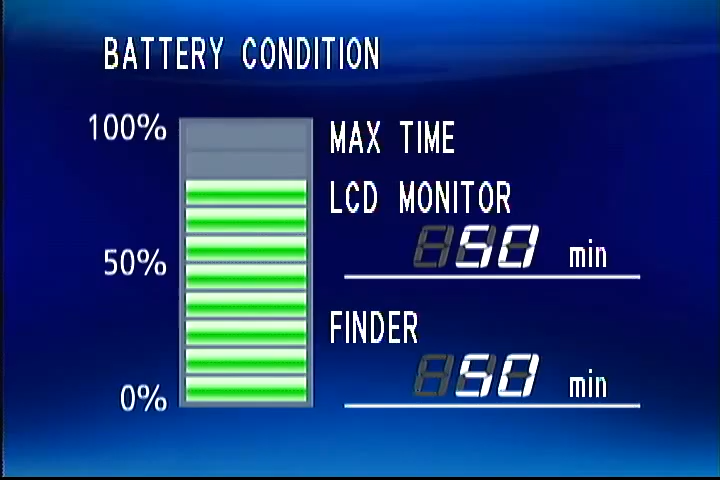 BATTERY CONDITION
100%
MAX TIME
LCD MONITOR
50 min
50%
FINDER
50 min
0%